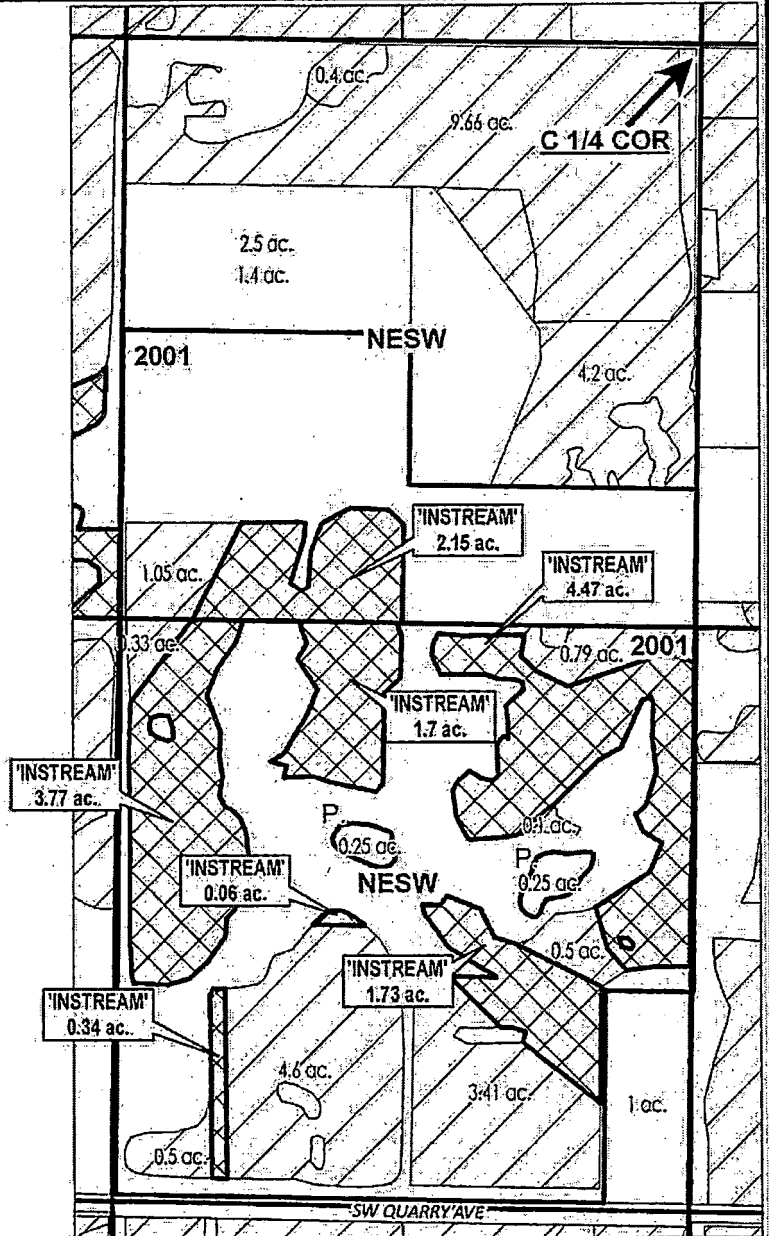 0.4 ac.
9.66 ac.
C 1/4 COR
2.5 ac.
1.4 ac.
NESW
2001
4.2 ac.
'INSTREAM'
2.15 ac.
1.05 ac.
'INSTREAM'
4.47 ac.
0.33 ac.
0.79 ac.
2001
'INSTREAM'
1.7 ac.
'INSTREAM'
3.77 ac.
P
0.25 ac.
0.1 ac.
P
0.25 ac.
'INSTREAM'
0.06 ac.
NESW
0.5 ac.
'INSTREAM'
1.73 ac.
'INSTREAM'
0.34 ac.
4.6 ac.
3.41 ac.
1 ac.
0.5 ac.
SW QUARRY AVE